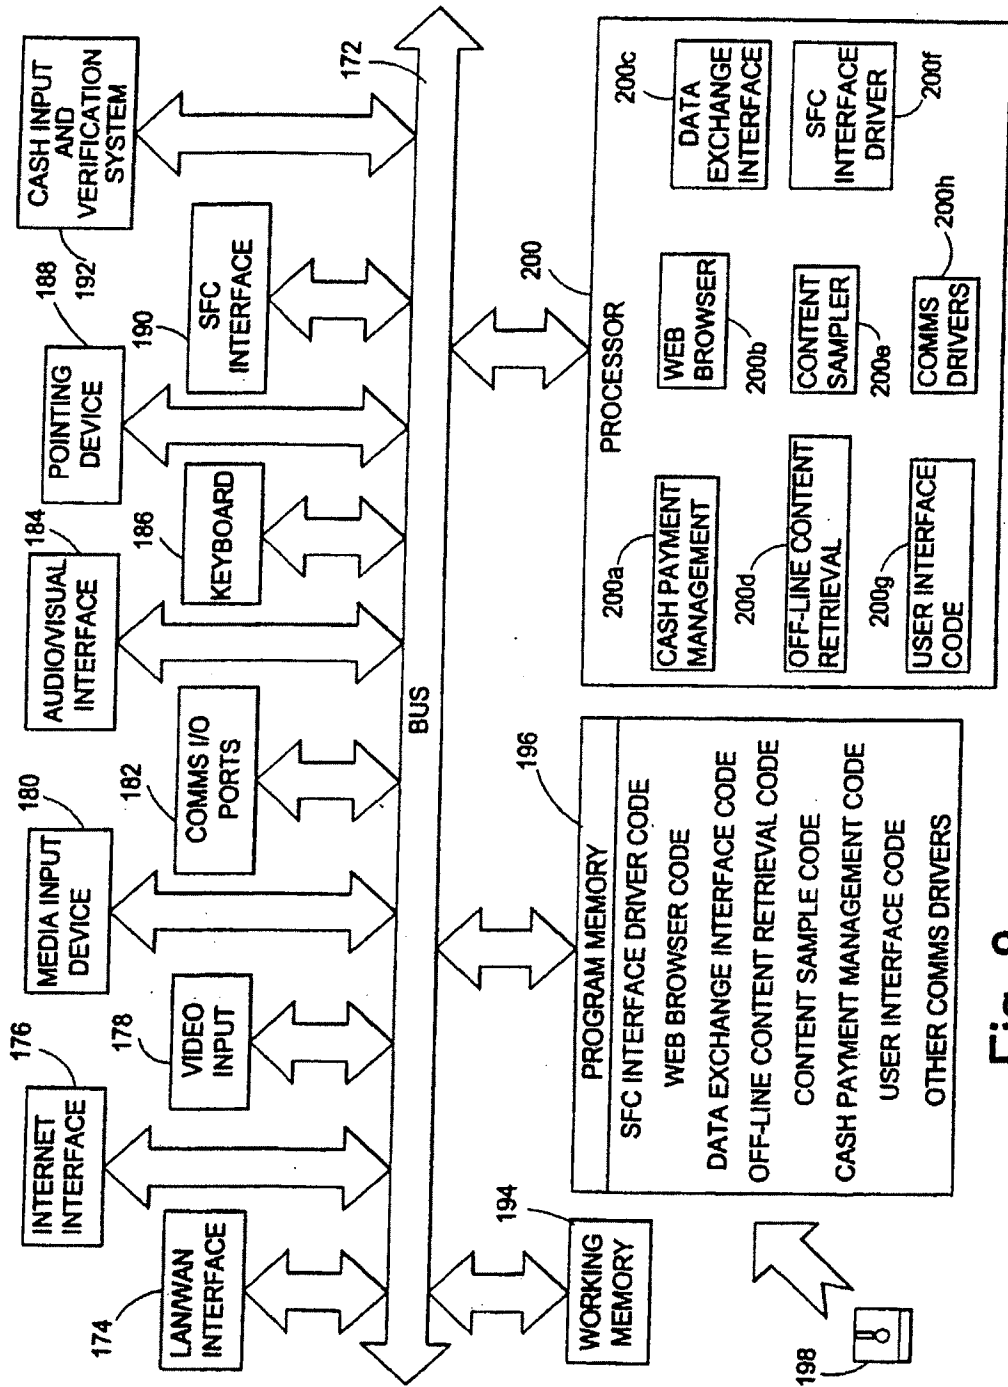 176
INTERNET
INTERFACE
180
MEDIA INPUT
DEVICE
184
AUDIO/VISUAL
INTERFACE
188
POINTING
DEVICE
CASH INPUT
AND
VERIFICATION
SYSTEM
192
174
LAN/WAN
INTERFACE
178
VIDEO
INPUT
182
COMMS I/O
PORTS
186
KEYBOARD
190
SFC
INTERFACE
172
BUS
194
WORKING
MEMORY
198
196
PROGRAM MEMORY
SFC INTERFACE DRIVER CODE
WEB BROWSER CODE
DATA EXCHANGE INTERFACE CODE
OFF-LINE CONTENT RETRIEVAL CODE
CONTENT SAMPLE CODE
CASH PAYMENT MANAGEMENT CODE
USER INTERFACE CODE
OTHER COMMS DRIVERS
200
PROCESSOR
200a
CASH PAYMENT
MANAGEMENT
WEB
BROWSER
200b
200c
DATA
EXCHANGE
INTERFACE
200d
OFF-LINE CONTENT
RETRIEVAL
CONTENT
SAMPLER
200e
SFC
INTERFACE
DRIVER
200f
200g
USER INTERFACE
CODE
COMMS
DRIVERS
200h